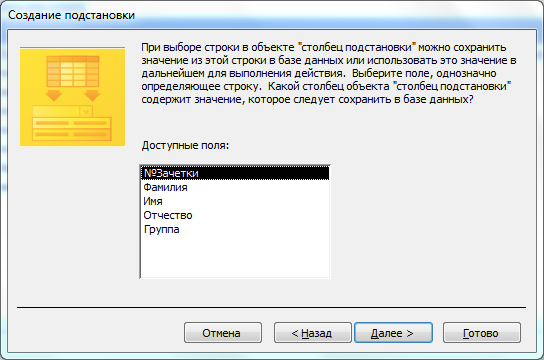 Создание подстановки
При выборе строки в объекте "столбец подстановки" можно сохранить
значение из этой строки в базе данных или использовать это значение в
дальнейшем для выполнения действия. Выберите поле, однозначно
определяющее строку. Какой столбец объекта "столбец подстановки"
содержит значение, которое следует сохранить в базе данных?
Доступные поля:
№Зачетки
Фамилия
Имя
Отчество
Группа
Отмена
< Назад
Далее >
Готово